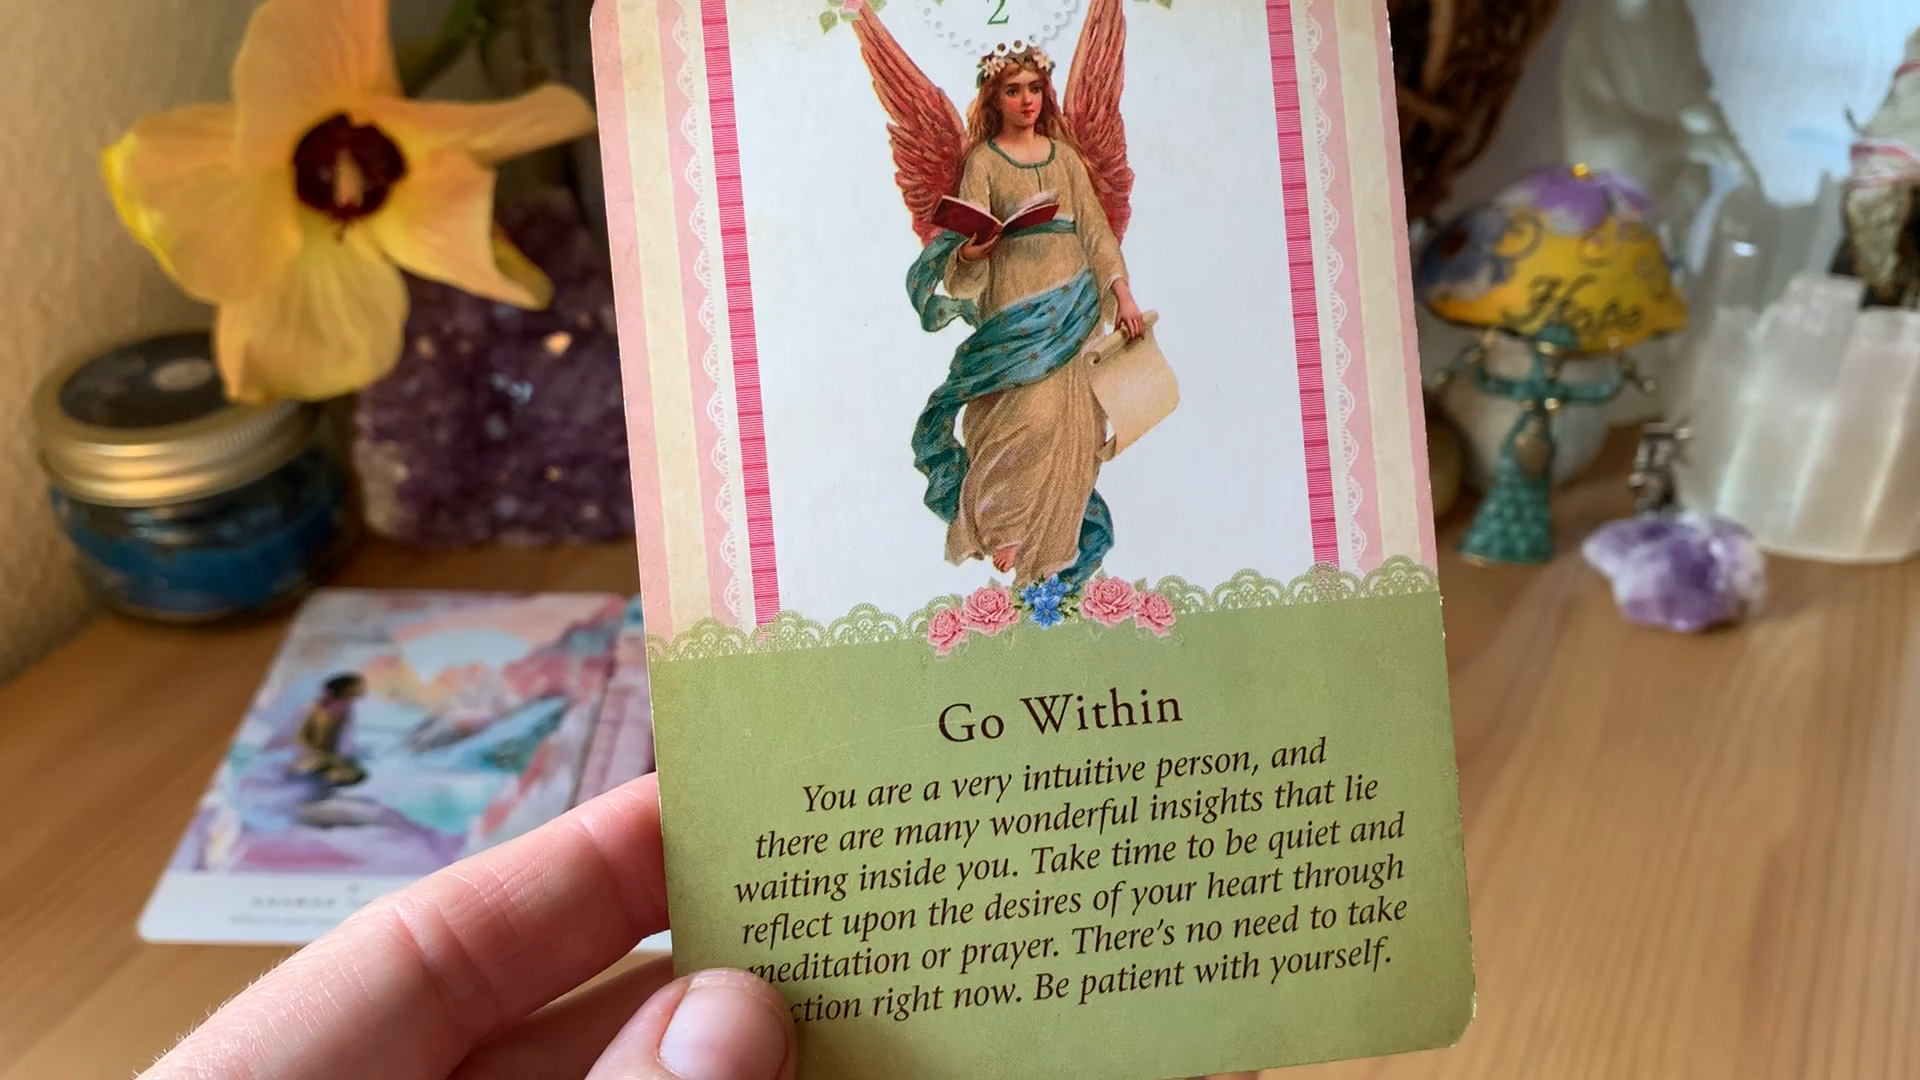 2
Hope
Go Within
You are a very intuitive person, and
there are many wonderful insights that lie
waiting inside you. Take time to be quiet and
reflect upon the desires of your heart through
meditation or prayer. There's no need to take
ction right now. Be patient with yourself.